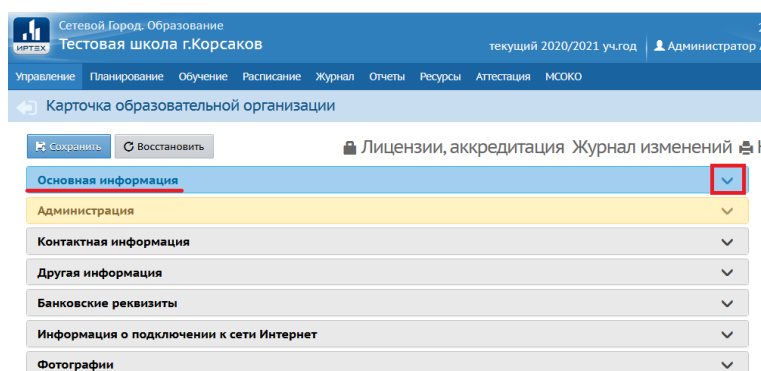 Сетевой Город. Образование
ИРТЕХ Тестовая школа г.Корсаков
текущий 2020/2021 уч.год Администратор
Управление Планирование Обучение Расписание Журнал Отчеты Ресурсы Аттестация МСОКО
Карточка образовательной организации
Сохранить Восстановить Лицензии, аккредитация Журнал изменений
Основная информация
Администрация
Контактная информация
Другая информация
Банковские реквизиты
Информация о подключении к сети Интернет
Фотографии